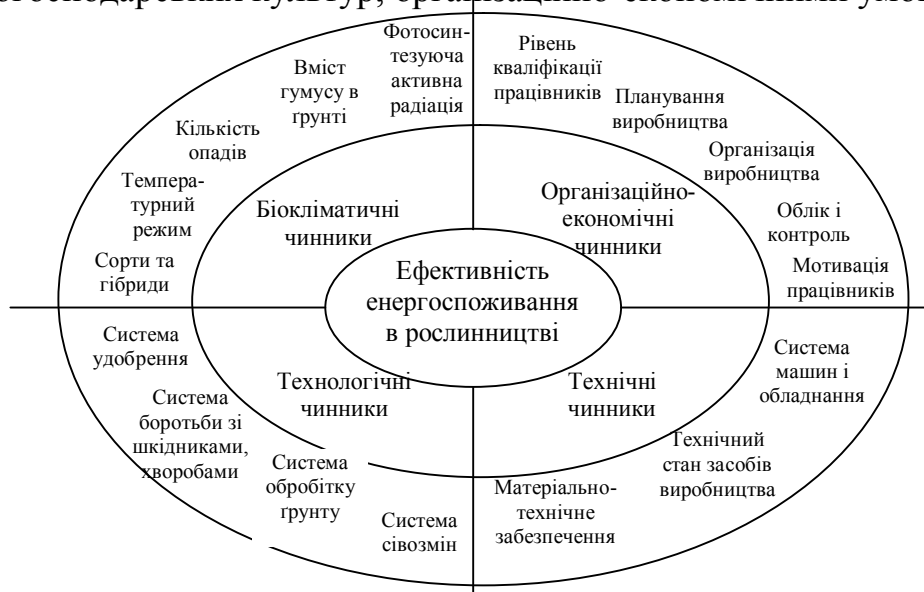 господарських культур, організаційно-економічними умо
Фотосин-
тезуюча
активна
радіація
Вміст
гумусу в
ґрунті
Кількість
опадів
Темпера-
турний
режим
Сорти та
гібриди
Біокліматичні
чинники
Рівень
кваліфікації
працівників
Планування
виробництва
Організація
виробництва
Облік і
контроль
Мотивація
працівників
Організаційно-
економічні
чинники
Ефективність
енергоспоживання
в рослинництві
Система
удобрення
Система
боротьби зі
шкідниками,
хворобами
Система
обробітку
ґрунту
Система
сівозмін
Технологічні
чинники
Технічні
чинники
Система
машин і
обладнання
Технічний
стан засобів
виробництва
Матеріально-
технічне
забезпечення